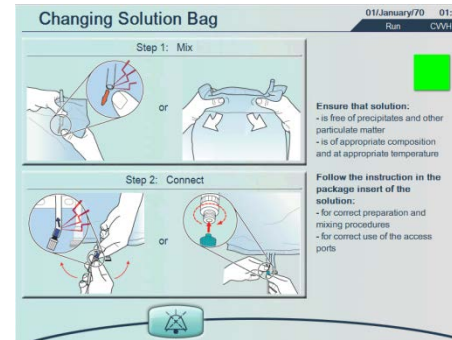 Changing Solution Bag
01/January/70 01:
Run CVVH
Step 1: Mix
or
Step 2: Connect
or
Ensure that solution:
- is free of precipitates and other
particulate matter
- is of appropriate composition
and at appropriate temperature
Follow the instruction in the
package insert of the
solution:
- for correct preparation and
mixing procedures
- for correct use of the access
ports